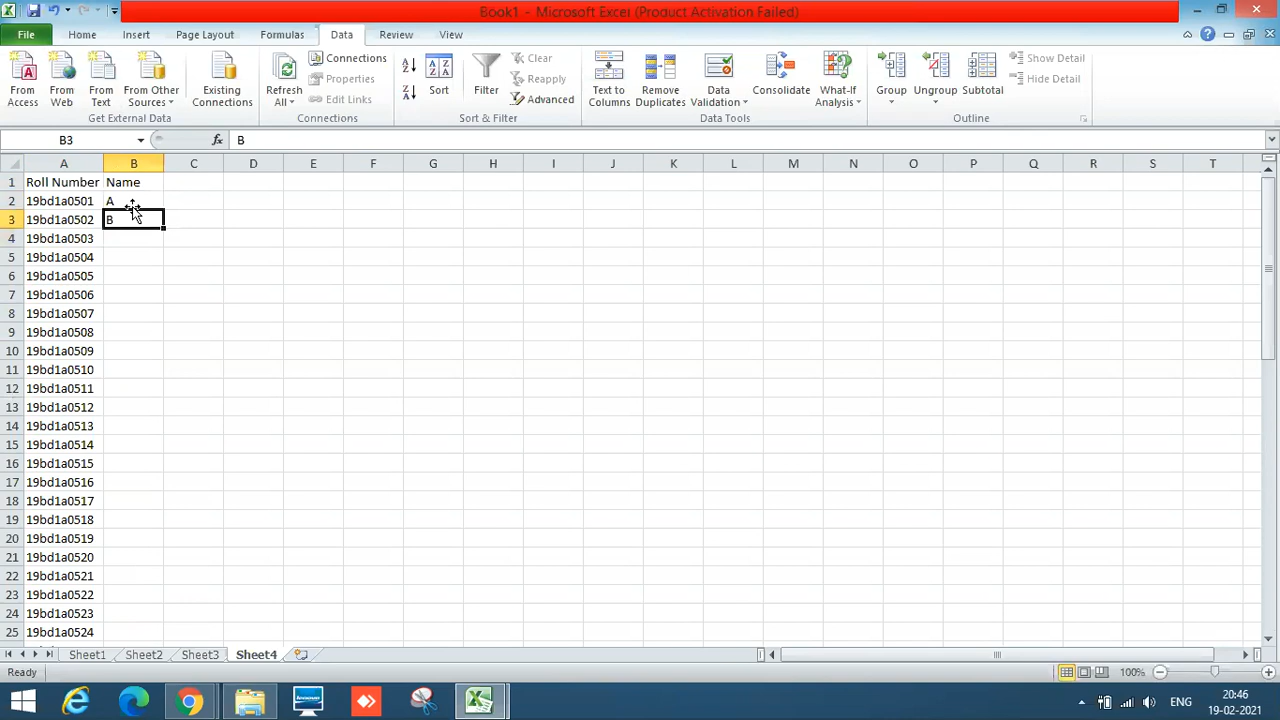 Book1 - Microsoft Excel (Product Activation Failed)
File Home Insert Page Layout Formulas Data Review View
From Access
From Web
From Text
From Other Sources
Existing Connections
Get External Data
Refresh All
Connections
Properties
Edit Links
Connections
A Z
Z A
Sort
Filter
Clear
Reapply
Advanced
Sort & Filter
Text to Columns
Remove Duplicates
Data Validation
Consolidate
What-If Analysis
Data Tools
Group
Ungroup
Subtotal
Show Detail
Hide Detail
Outline
B3 fx B
A B C D E F G H I J K L M N O P Q R S T
1 Roll Number Name
2 19bd1a0501 A
3 19bd1a0502 B
4 19bd1a0503
5 19bd1a0504
6 19bd1a0505
7 19bd1a0506
8 19bd1a0507
9 19bd1a0508
10 19bd1a0509
11 19bd1a0510
12 19bd1a0511
13 19bd1a0512
14 19bd1a0513
15 19bd1a0514
16 19bd1a0515
17 19bd1a0516
18 19bd1a0517
19 19bd1a0518
20 19bd1a0519
21 19bd1a0520
22 19bd1a0521
23 19bd1a0522
24 19bd1a0523
25 19bd1a0524
Sheet1 Sheet2 Sheet3 Sheet4
Ready 100%
ENG 20:46
19-02-2021